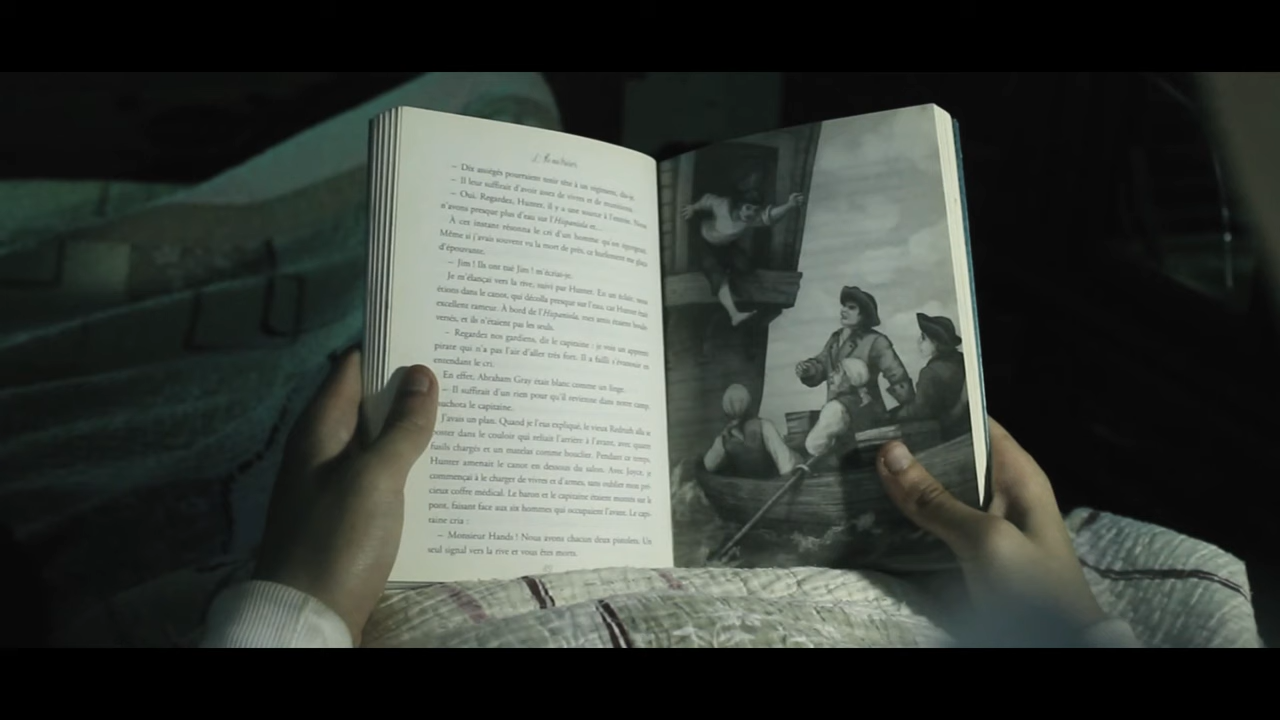 – Dix assiégés pourraient tenir tête à un régiment, dis-je.
– Il leur suffirait d'avoir assez de vivres et de munitions.
– Oui. Regardez, Hunter. Il y a une source à l'entrée. Nous
n'avons presque plus d'eau sur l'Hispaniola et...
À cet instant résonna le cri d'un homme qu'on égorgeait.
Même si j'avais souvent vu la mort de près, ce hurlement me glaça
d'épouvante.
– Jim ! Ils ont tué Jim ! m'écriai-je.
Je m'élançai vers la rive, suivi par Hunter. En un éclair, nous
étions dans le canot, qui décolla presque sur l'eau, car Hunter était
excellent rameur. À bord de l'Hispaniola, mes amis étaient boule-
versés, et ils n'étaient pas les seuls.
– Regardez nos gardiens, dit le capitaine : je vois un apprenti
pirate qui n'a pas l'air d'aller très fort. Il a failli s'évanouir en
entendant le cri.
En effet, Abraham Gray était blanc comme un linge.
– Il suffirait d'un rien pour qu'il revienne dans notre camp,
chuchota le capitaine.
J'avais un plan. Quand je l'eus expliqué, le vieux Redruth alla se
poster dans le couloir qui reliait l'arrière à l'avant, avec quatre
fusils chargés et un matelas comme bouclier. Pendant ce temps,
Hunter amenait le canot en dessous du salon. Avec Joyce, je
commençai à le charger de vivres et d'armes, sans oublier mon pré-
cieux coffre médical. Le baron et le capitaine étaient montés sur le
pont, faisant face aux six hommes qui occupaient l'avant. Le capi-
taine cria :
– Monsieur Hands ! Nous avons chacun deux pistolets. Un
seul signal vers la rive et vous êtes morts.